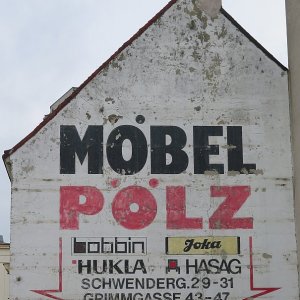 MÖBEL
PÖLZ
bobbin Joka
HUKLA HASAG
SCHWENDERG. 29-31
GRIMMGASSE 43-47